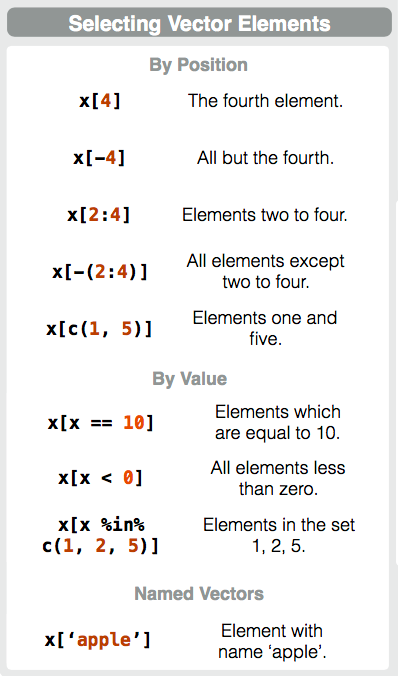 Selecting Vector Elements
By Position
x[4] The fourth element.
x[-4] All but the fourth.
x[2:4] Elements two to four.
x[-(2:4)] All elements except
two to four.
x[c(1, 5)] Elements one and
five.
By Value
x[x == 10] Elements which
are equal to 10.
x[x < 0] All elements less
than zero.
x[x %in%
c(1, 2, 5)] Elements in the set
1, 2, 5.
Named Vectors
x[‘apple’] Element with
name ‘apple’.